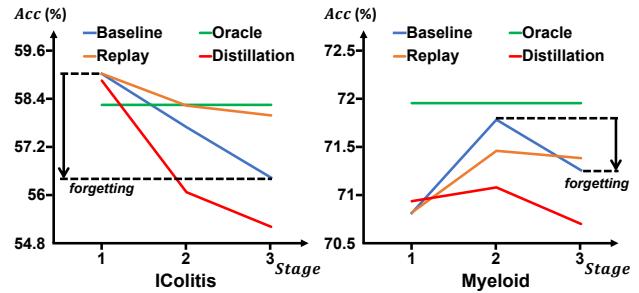 Acc (%)
59.6
58.4
57.2
56
54.8
Baseline
Oracle
Replay
Distillation
forgetting
1
2
3
Stage
IColitis
Acc (%)
72.5
72
71.5
71
70.5
Baseline
Oracle
Replay
Distillation
forgetting
1
2
3
Stage
Myeloid